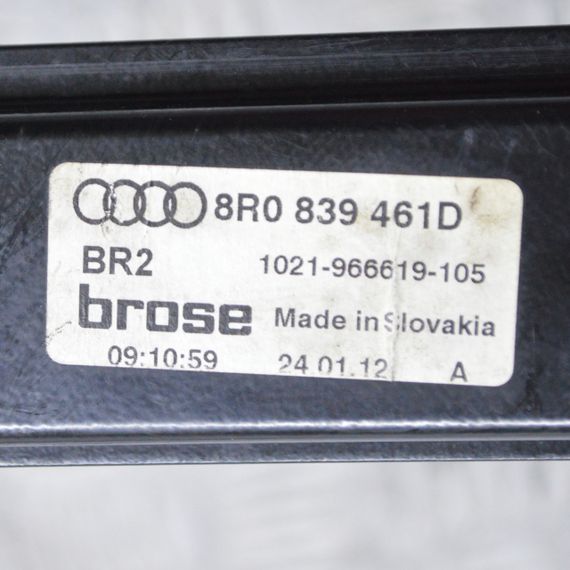 8R0 839 461D
BR2 1021-966619-105
brose Made in Slovakia
09:10:59 24.01.12 A